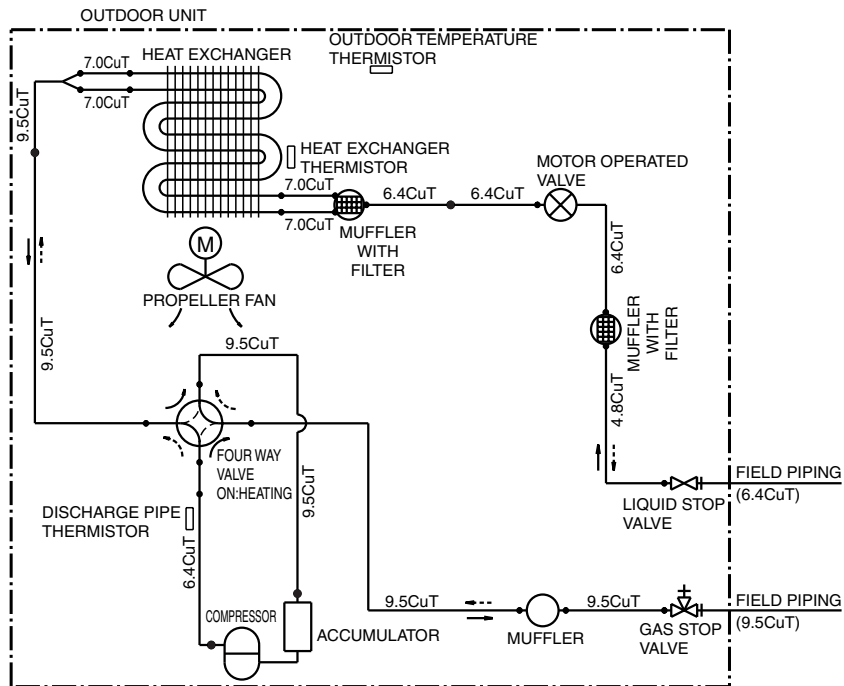 OUTDOOR UNIT
HEAT EXCHANGER
OUTDOOR TEMPERATURE
THERMISTOR
7.0CuT
7.0CuT
9.5CuT
HEAT EXCHANGER
THERMISTOR
7.0CuT
7.0CuT
6.4CuT
6.4CuT
MOTOR OPERATED
VALVE
MUFFLER
WITH
FILTER
6.4CuT
M
PROPELLER FAN
9.5CuT
9.5CuT
MUFFLER
WITH
FILTER
4.8CuT
FOUR WAY
VALVE
ON:HEATING
9.5CuT
FIELD PIPING
(6.4CuT)
LIQUID STOP
VALVE
DISCHARGE PIPE
THERMISTOR
6.4CuT
COMPRESSOR
ACCUMULATOR
9.5CuT
MUFFLER
9.5CuT
GAS STOP
VALVE
FIELD PIPING
(9.5CuT)